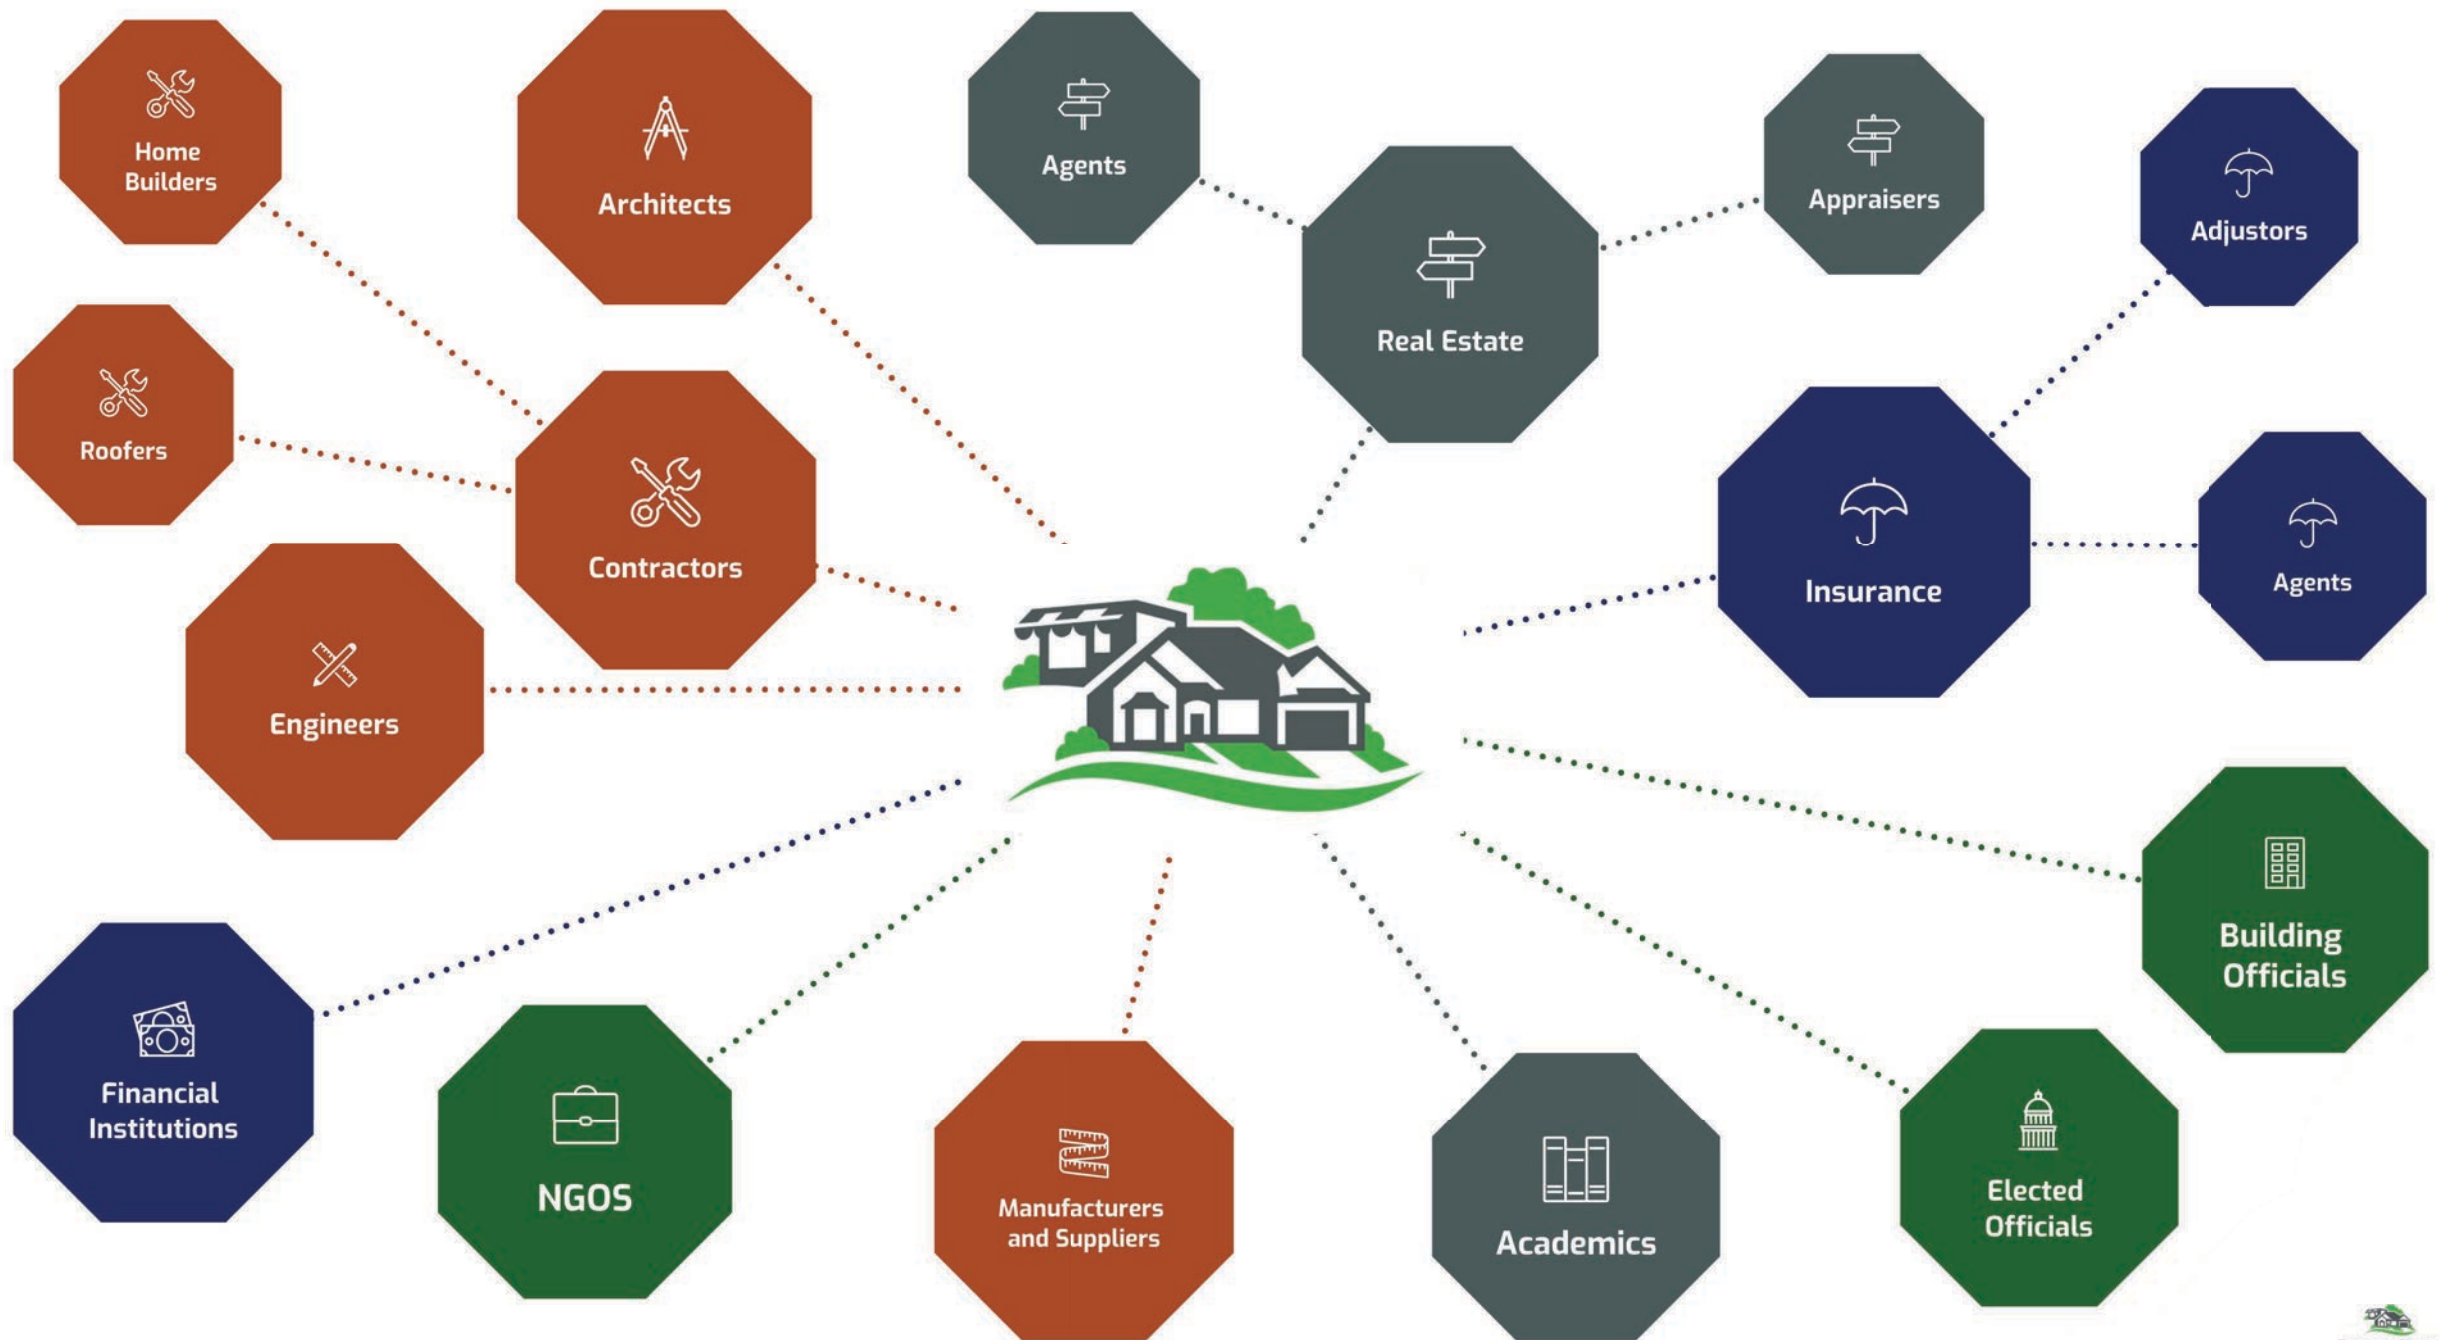 Home
Builders
Architects
Agents
Appraisers
Adjustors
Real Estate
Roofers
Contractors
Insurance
Agents
Engineers
Building
Officials
Financial
Institutions
NGOS
Manufacturers
and Suppliers
Academics
Elected
Officials